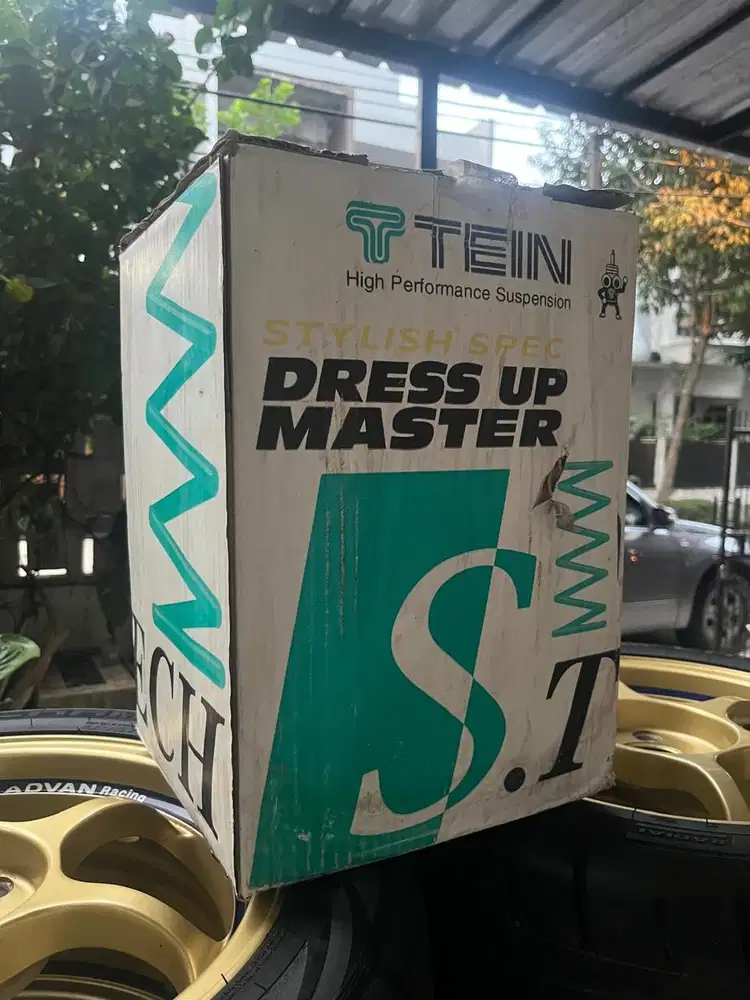 TEIN
High Performance Suspension
STYLISH SPEC
DRESS UP
MASTER
S.T
ECH
ADVAN Racing